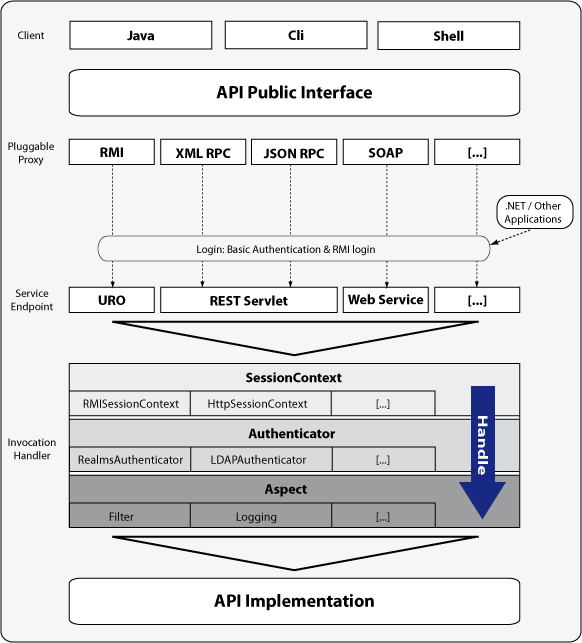 Client
Java
Cli
Shell
API Public Interface
Pluggable
Proxy
RMI
XML RPC
JSON RPC
SOAP
[...]
.NET / Other
Applications
Login: Basic Authentication & RMI login
Service
Endpoint
URO
REST Servlet
Web Service
[...]
SessionContext
RMISessionContext
HttpSessionContext
[...]
Invocation
Handler
Authenticator
RealmsAuthenticator
LDAPAuthenticator
[...]
Aspect
Filter
Logging
[...]
Handle
API Implementation